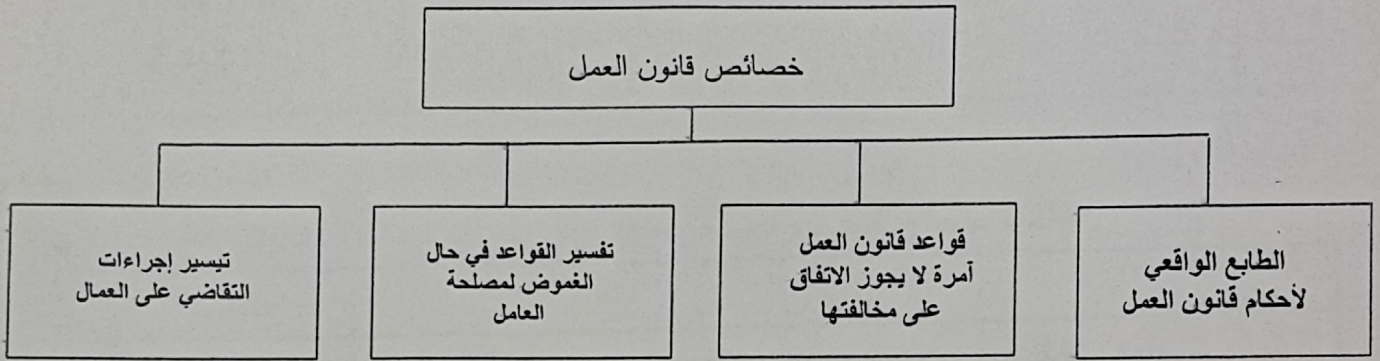 خصائص قانون العمل
الطابع الواقعي
لأحكام قانون العمل
قواعد قانون العمل
آمرة لا يجوز الاتفاق
على مخالفتها
تفسير القواعد في حال
الغموض لمصلحة
العامل
تيسير إجراءات
التقاضي على العمال